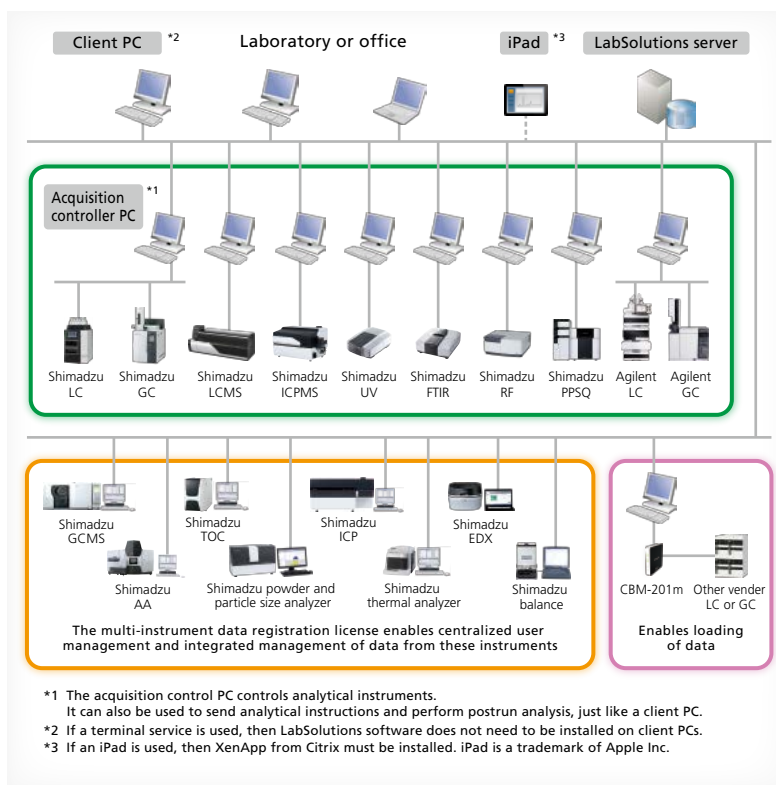 Client PC *2
Laboratory or office
iPad *3
LabSolutions server
Acquisition
controller PC *1
Shimadzu
LC
Shimadzu
GC
Shimadzu
LCMS
Shimadzu
ICPMS
Shimadzu
UV
Shimadzu
FTIR
Shimadzu
RF
Shimadzu
PPSQ
Agilent
LC
Agilent
GC
Shimadzu
GCMS
Shimadzu
TOC
Shimadzu
ICP
Shimadzu
EDX
Shimadzu
AA
Shimadzu powder and
particle size analyzer
Shimadzu
thermal analyzer
Shimadzu
balance
The multi-instrument data registration license enables centralized user
management and integrated management of data from these instruments
CBM-201m
Other vender
LC or GC
Enables loading
of data
*1 The acquisition control PC controls analytical instruments.
It can also be used to send analytical instructions and perform postrun analysis, just like a client PC.
*2 If a terminal service is used, then LabSolutions software does not need to be installed on client PCs.
*3 If an iPad is used, then XenApp from Citrix must be installed. iPad is a trademark of Apple Inc.